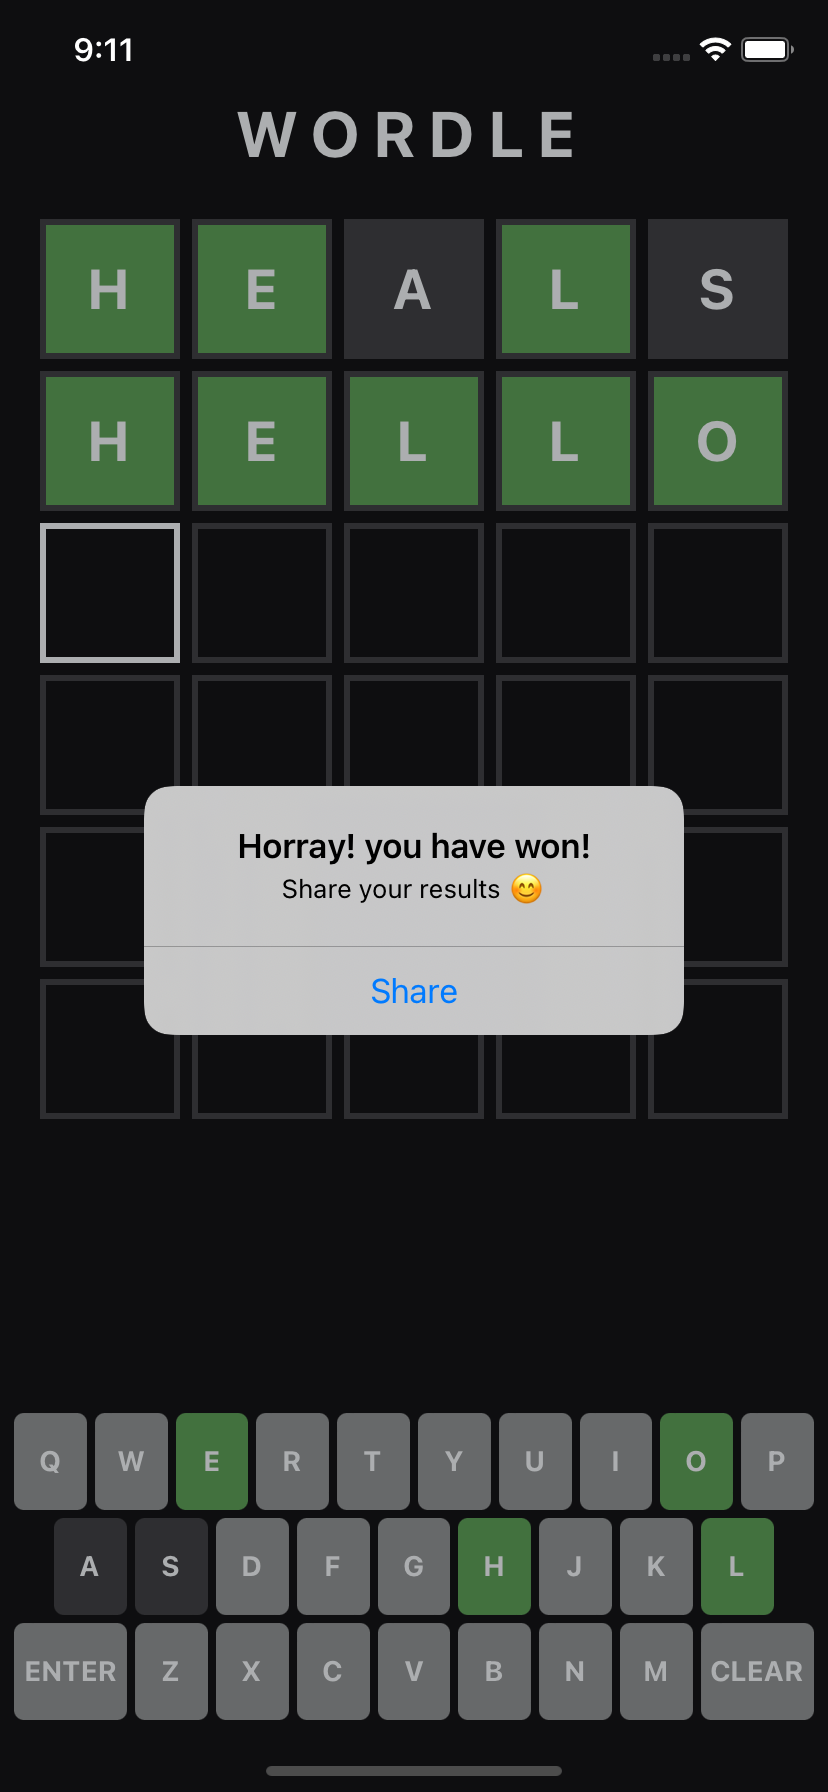 9:11
WORDLE
H E A L S
H E L L O
Horray! you have won!
Share your results 😊
Share
Q W E R T Y U I O P
A S D F G H J K L
ENTER Z X C V B N M CLEAR